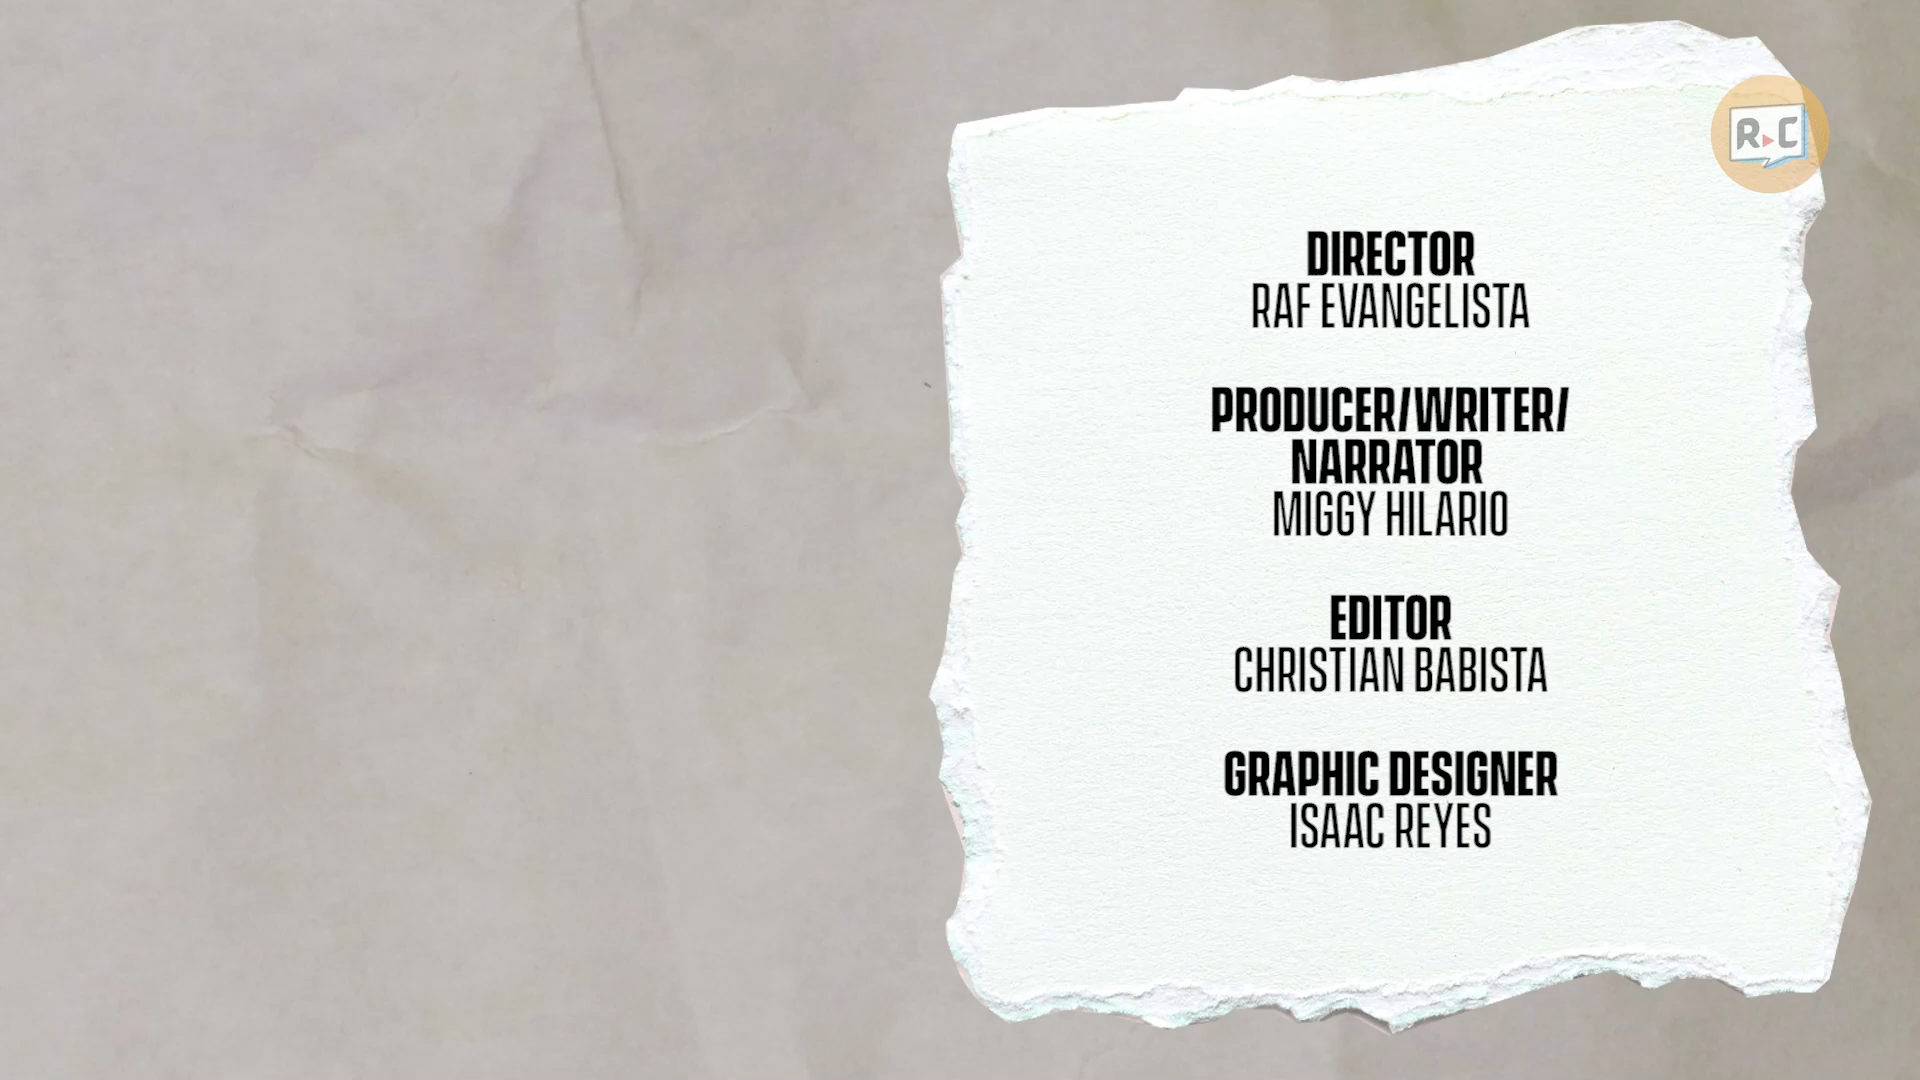 R C
DIRECTOR
RAF EVANGELISTA
PRODUCER/WRITER/
NARRATOR
MIGGY HILARIO
EDITOR
CHRISTIAN BABISTA
GRAPHIC DESIGNER
ISAAC REYES